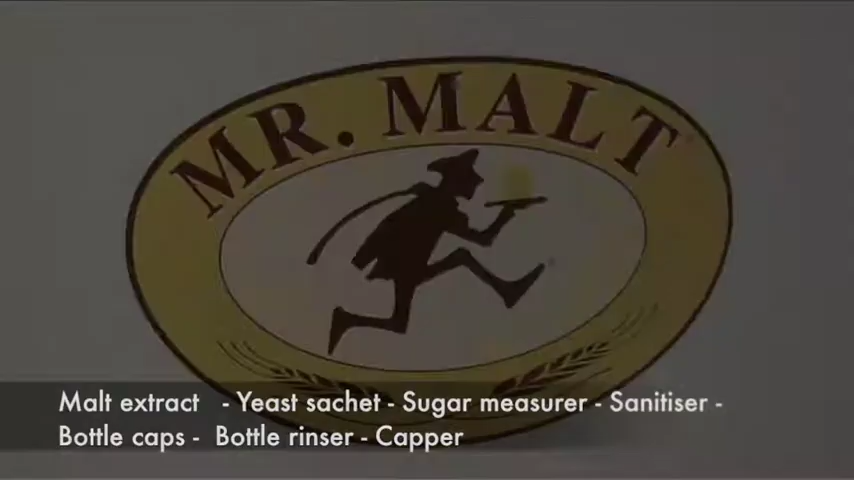 MR. MALT
Malt extract - Yeast sachet - Sugar measurer - Sanitiser -
Bottle caps - Bottle rinser - Capper